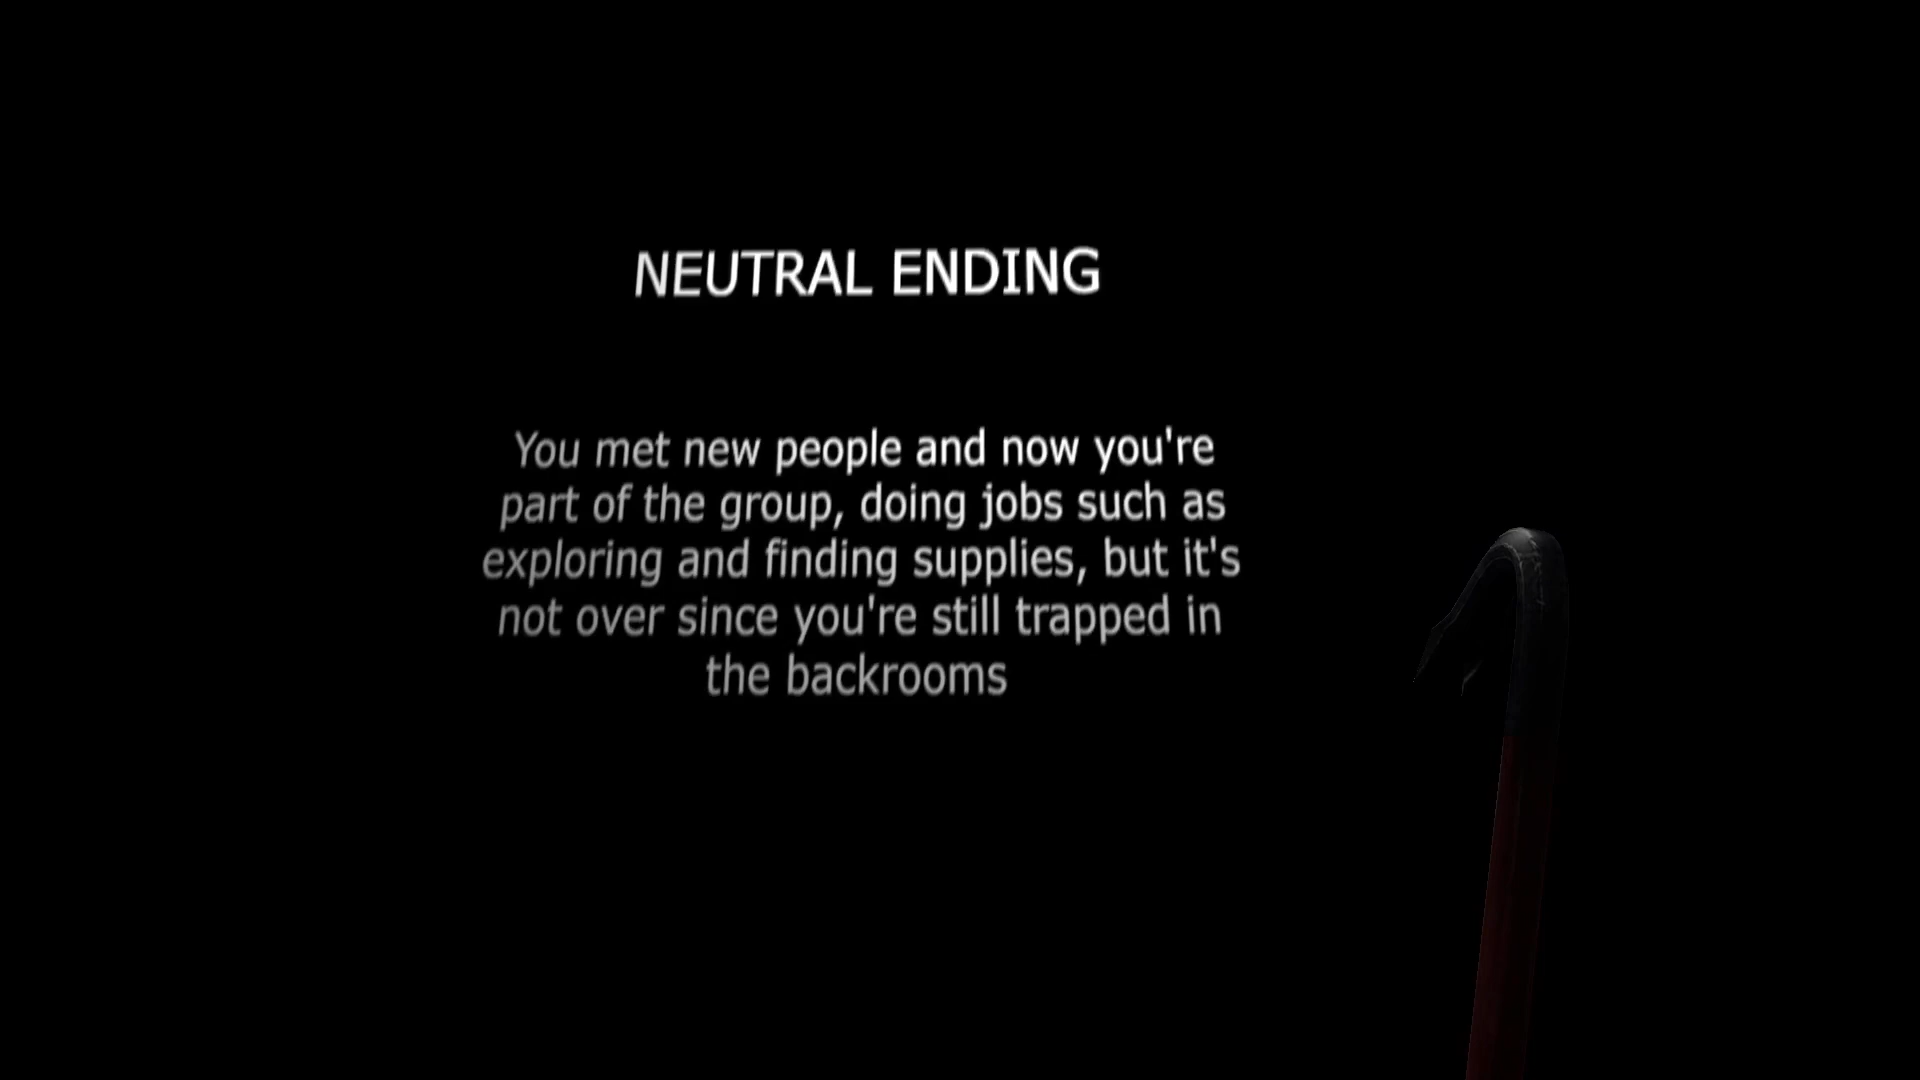 NEUTRAL ENDING
You met new people and now you're
part of the group, doing jobs such as
exploring and finding supplies, but it's
not over since you're still trapped in
the backrooms